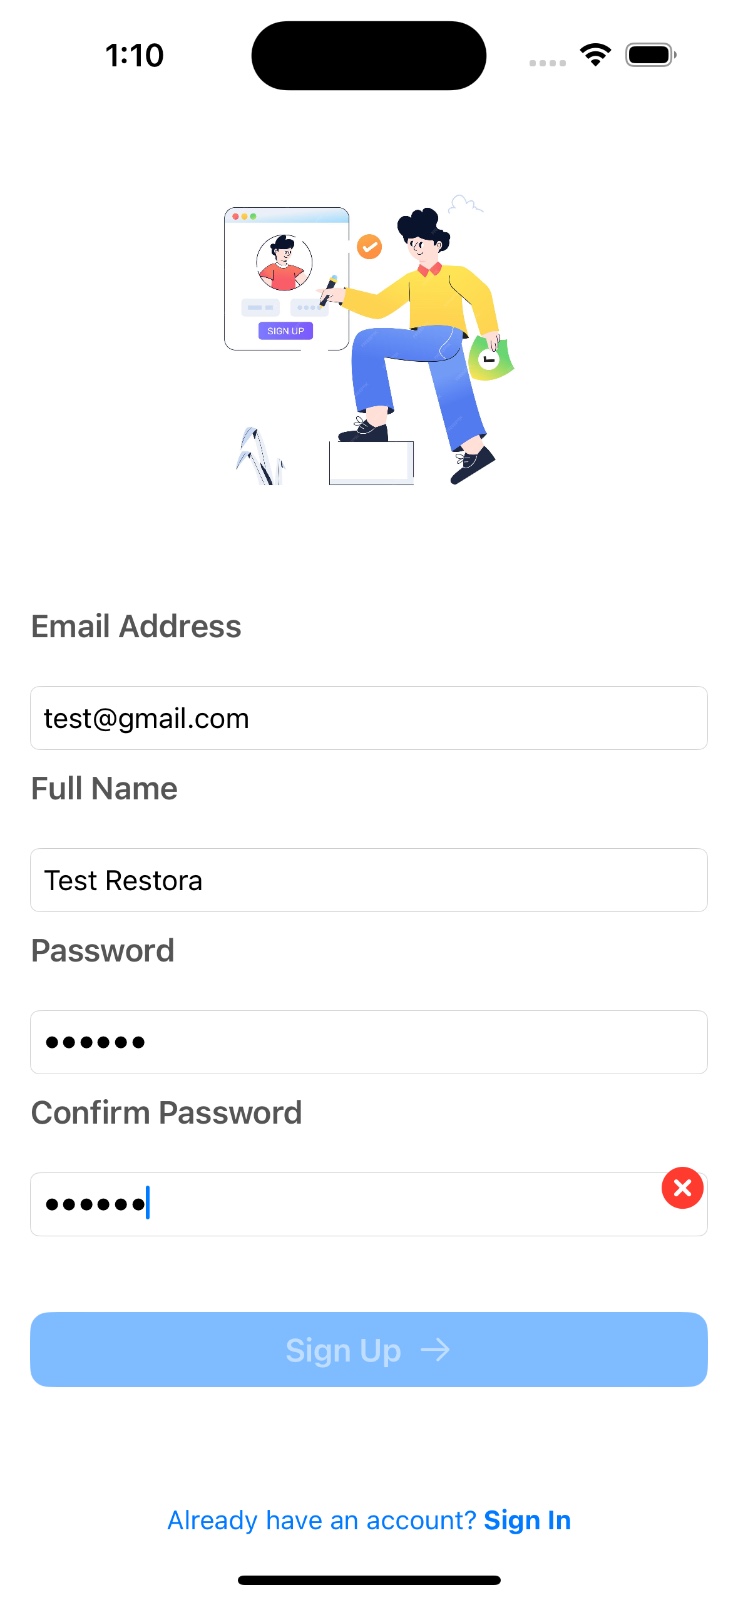 1:10
SIGN UP
Email Address
test@gmail.com
Full Name
Test Restora
Password
••••••
Confirm Password
••••••
Sign Up →
Already have an account? Sign In